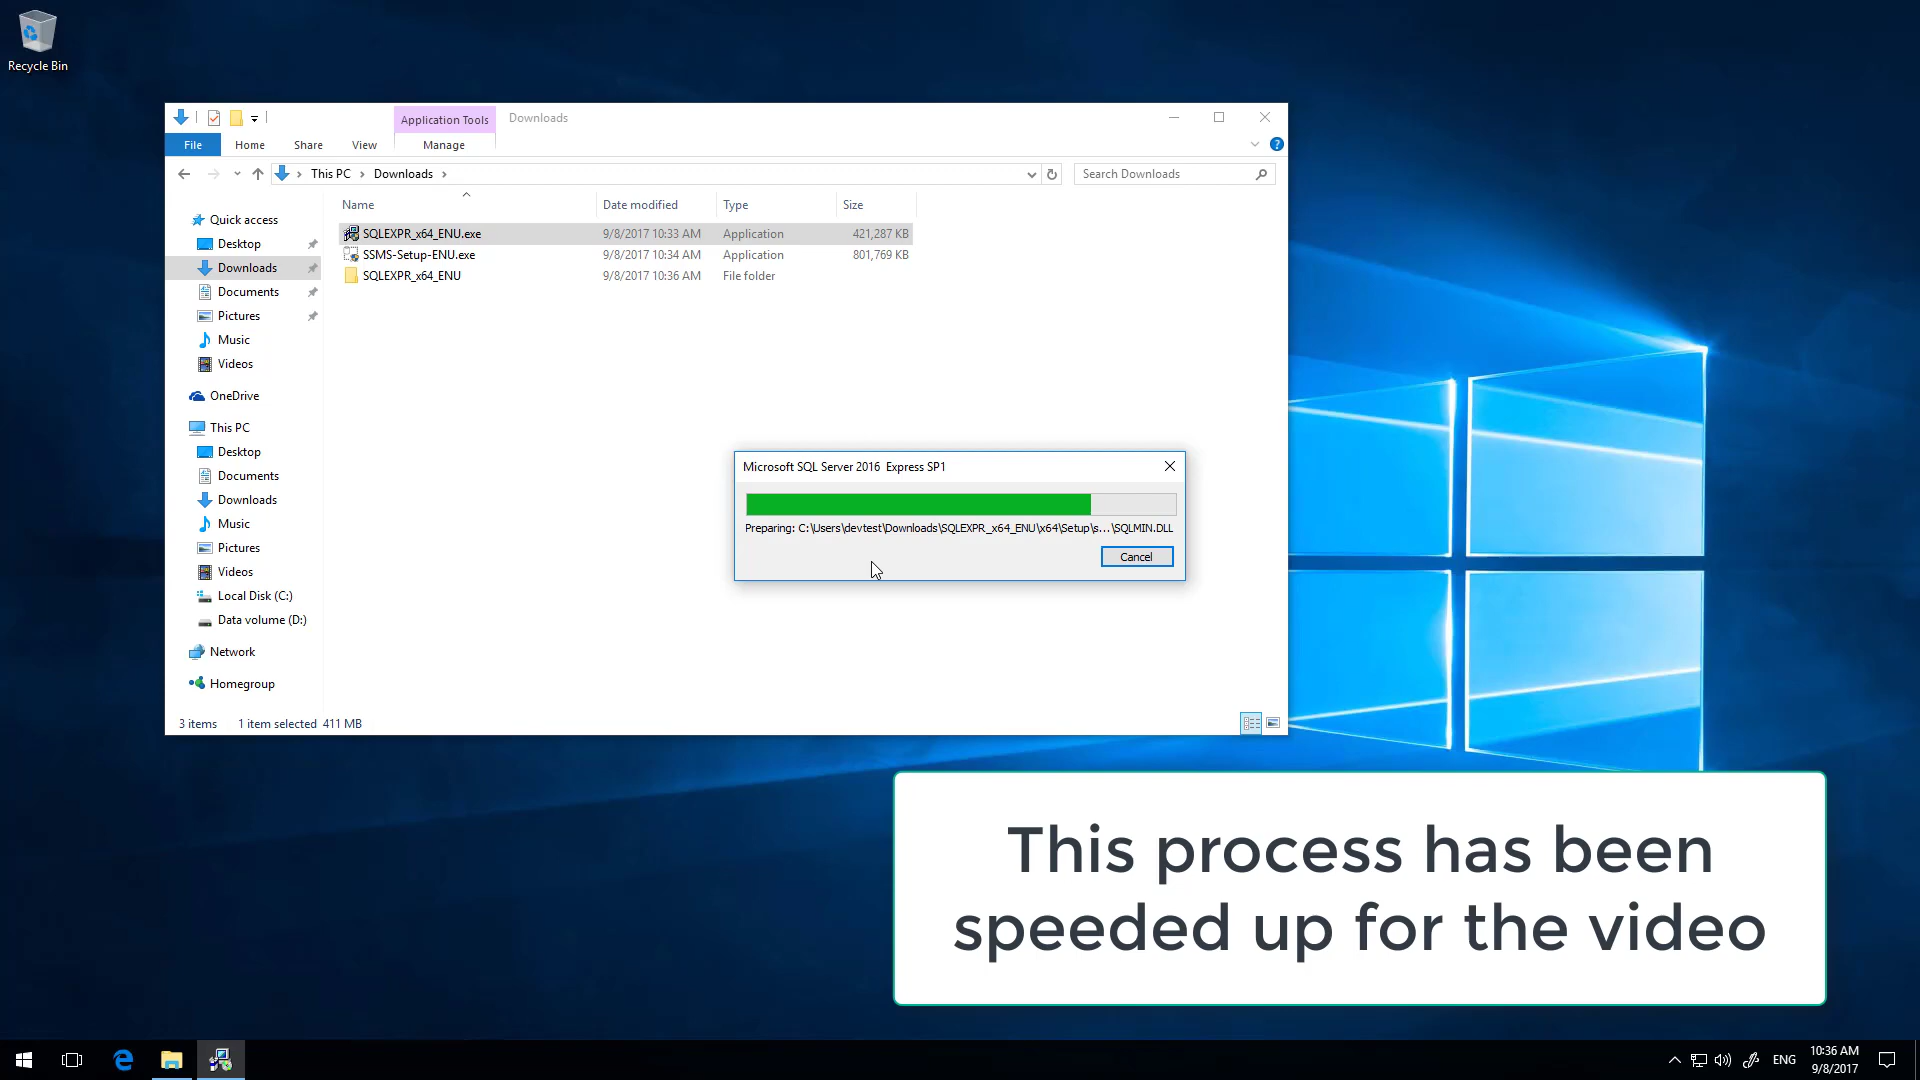 Recycle Bin
Application Tools
Downloads
File
Home
Share
View
Manage
This PC
Downloads
Search Downloads
Name
Date modified
Type
Size
SQLEXPR_x64_ENU.exe 9/8/2017 10:33 AM Application 421,287 KB
SSMS-Setup-ENU.exe 9/8/2017 10:34 AM Application 801,769 KB
SQLEXPR_x64_ENU 9/8/2017 10:36 AM File folder
Quick access
Desktop
Downloads
Documents
Pictures
Music
Videos
OneDrive
This PC
Desktop
Documents
Downloads
Music
Pictures
Videos
Local Disk (C:)
Data volume (D:)
Network
Homegroup
3 items 1 item selected 411 MB
Microsoft SQL Server 2016 Express SP1
Preparing: C:\Users\devtest\Downloads\SQLEXPR_x64_ENU\x64\Setup\s...\SQLMIN.DLL
Cancel
This process has been
speeded up for the video
ENG
10:36 AM
9/8/2017